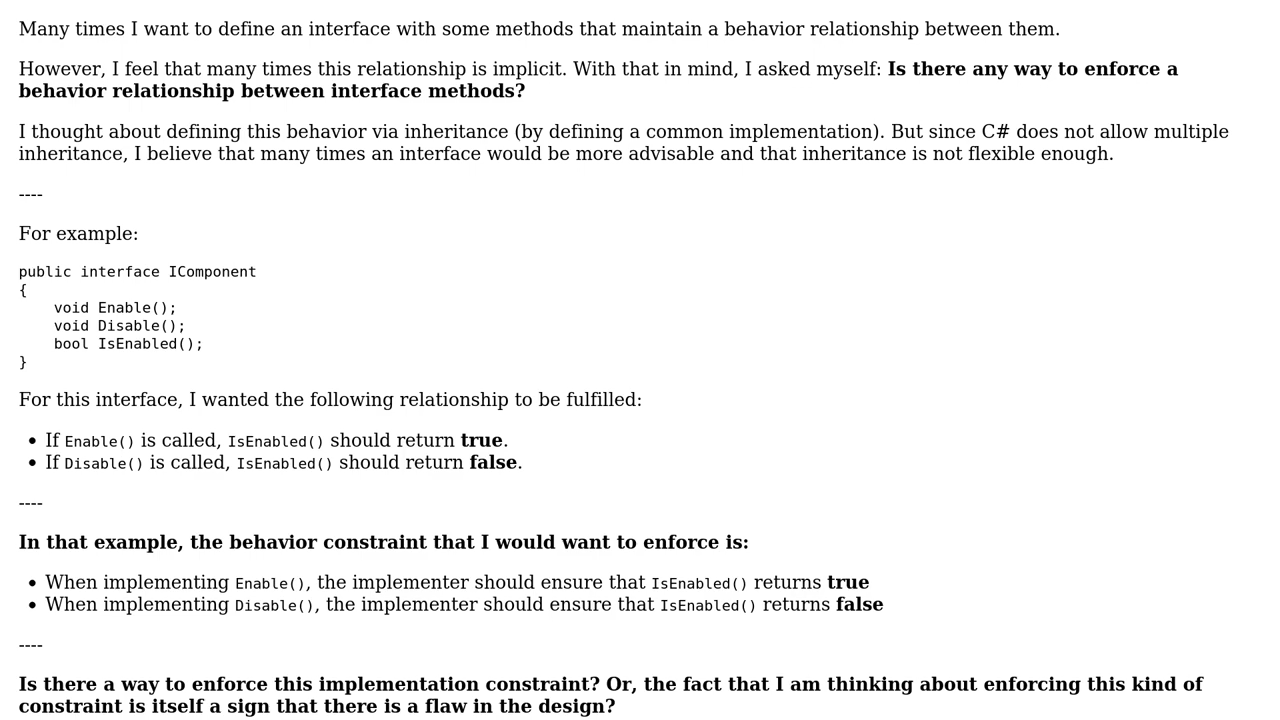 Many times I want to define an interface with some methods that maintain a behavior relationship between them.
However, I feel that many times this relationship is implicit. With that in mind, I asked myself: Is there any way to enforce a
behavior relationship between interface methods?
I thought about defining this behavior via inheritance (by defining a common implementation). But since C# does not allow multiple
inheritance, I believe that many times an interface would be more advisable and that inheritance is not flexible enough.
----
For example:
public interface IComponent
{
    void Enable();
    void Disable();
    bool IsEnabled();
}
For this interface, I wanted the following relationship to be fulfilled:
• If Enable() is called, IsEnabled() should return true.
• If Disable() is called, IsEnabled() should return false.
----
In that example, the behavior constraint that I would want to enforce is:
• When implementing Enable(), the implementer should ensure that IsEnabled() returns true
• When implementing Disable(), the implementer should ensure that IsEnabled() returns false
----
Is there a way to enforce this implementation constraint? Or, the fact that I am thinking about enforcing this kind of
constraint is itself a sign that there is a flaw in the design?